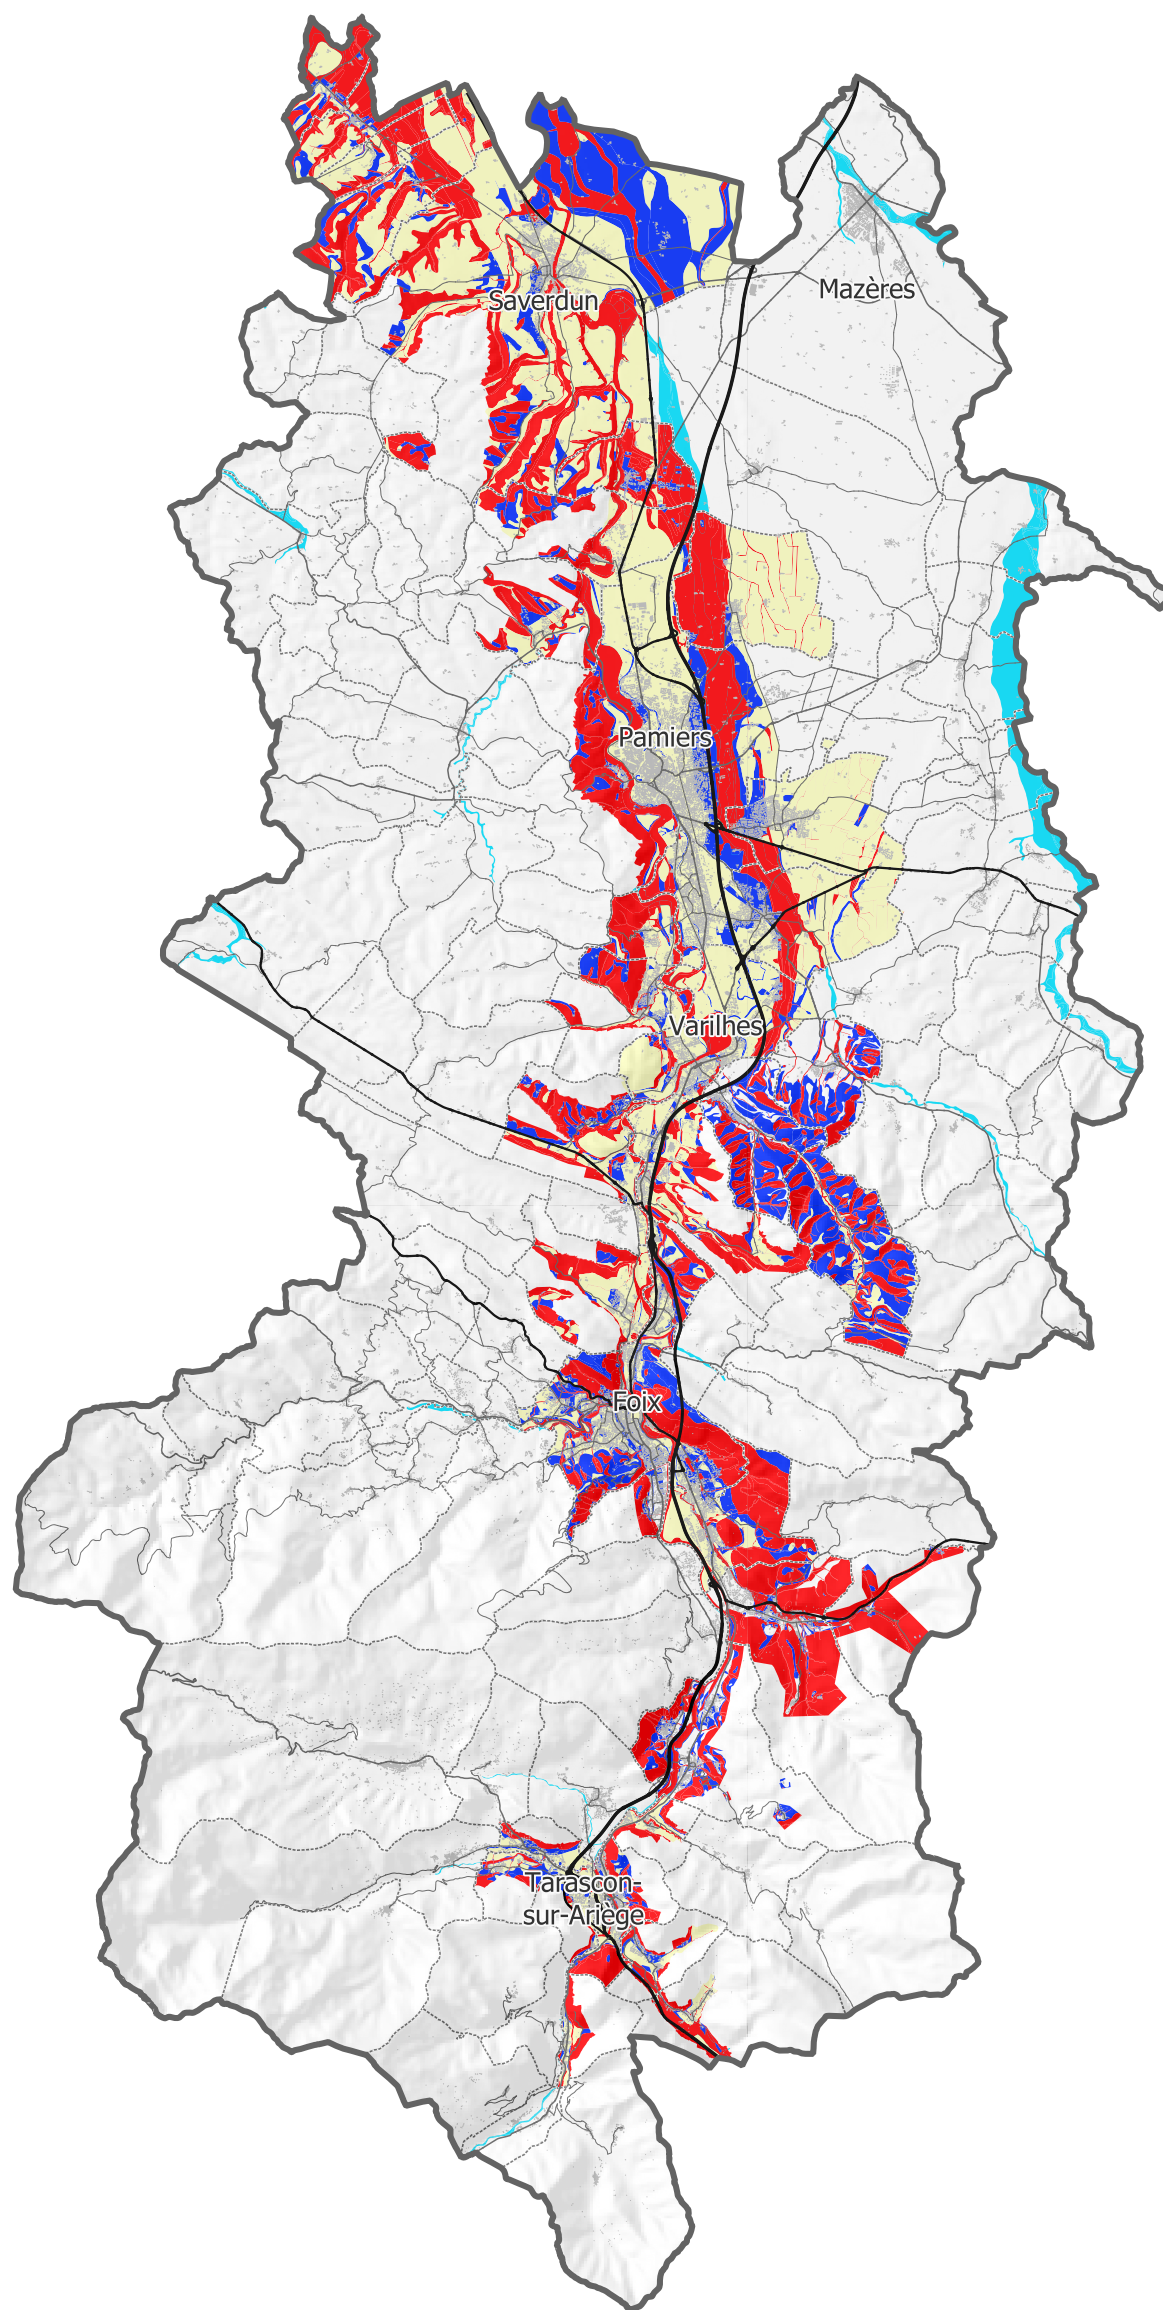 Saverdun
Mazères
Pamiers
Varilhes
Foix
Tarascon-
sur-Ariège